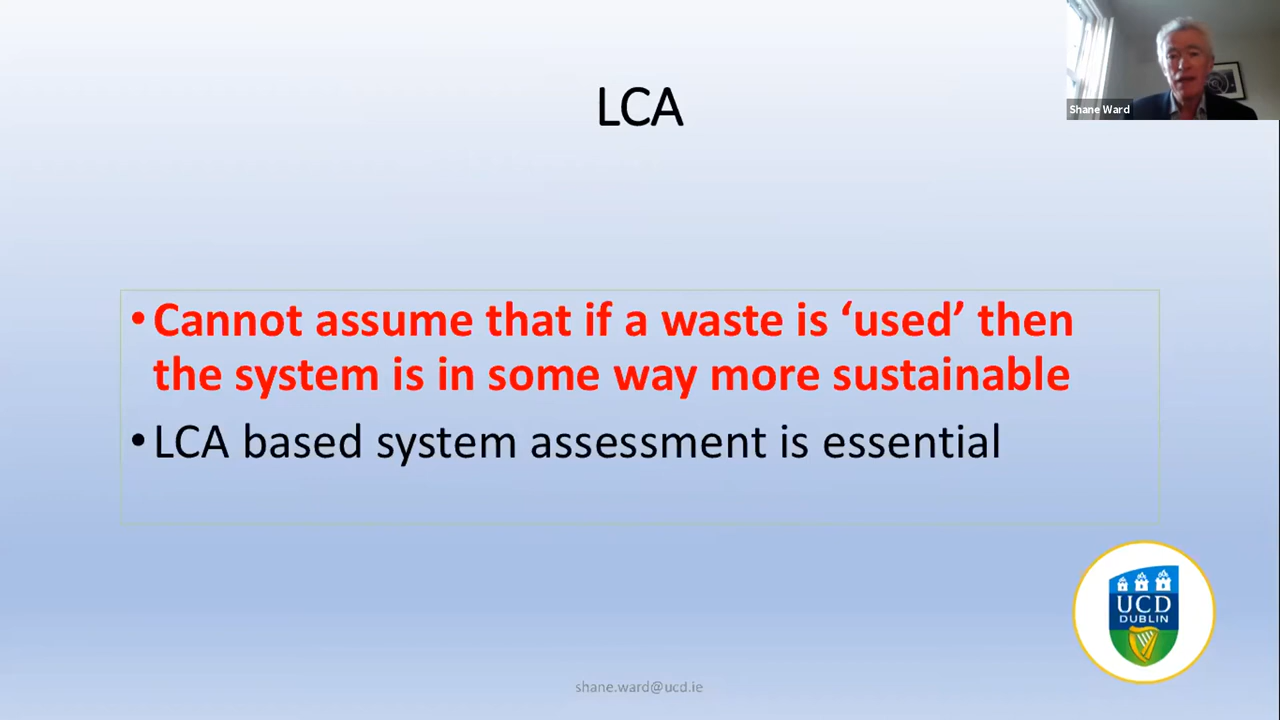 Shane Ward
LCA
•Cannot assume that if a waste is ‘used’ then
the system is in some way more sustainable
•LCA based system assessment is essential
UCD
DUBLIN
shane.ward@ucd.ie